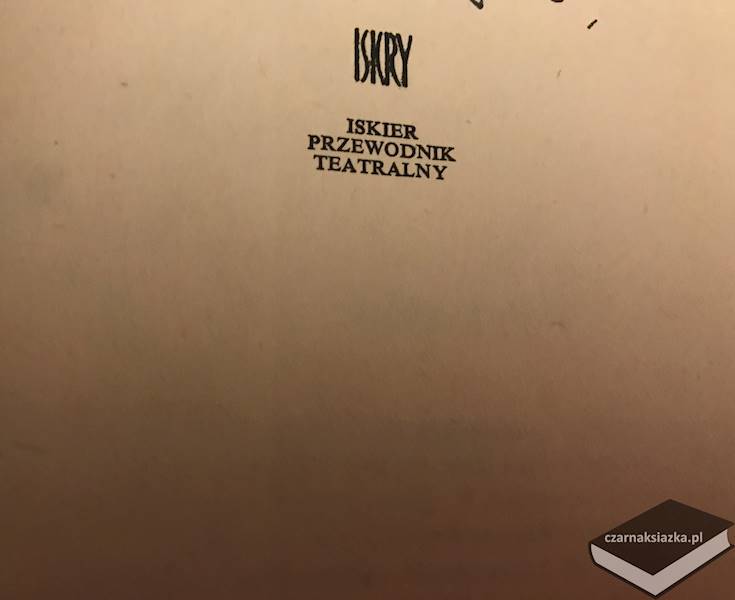 ISKRY
ISKIER
PRZEWODNIK
TEATRALNY
czarnaksiazka.pl